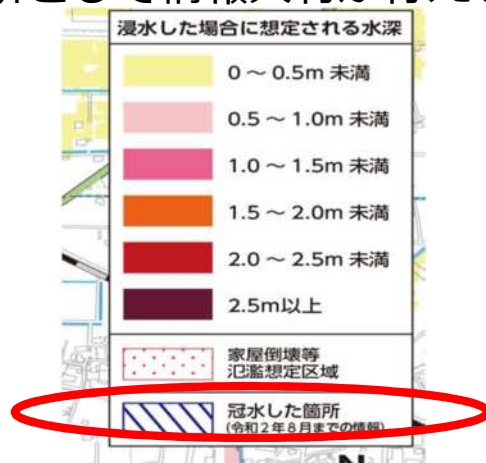 浸水した場合に想定される水深
0 ～ 0.5m 未満
0.5 ～ 1.0m 未満
1.0 ～ 1.5m 未満
1.5 ～ 2.0m 未満
2.0 ～ 2.5m 未満
2.5m以上
家屋倒壊等
氾濫想定区域
冠水した箇所
(令和2年8月までの情報)